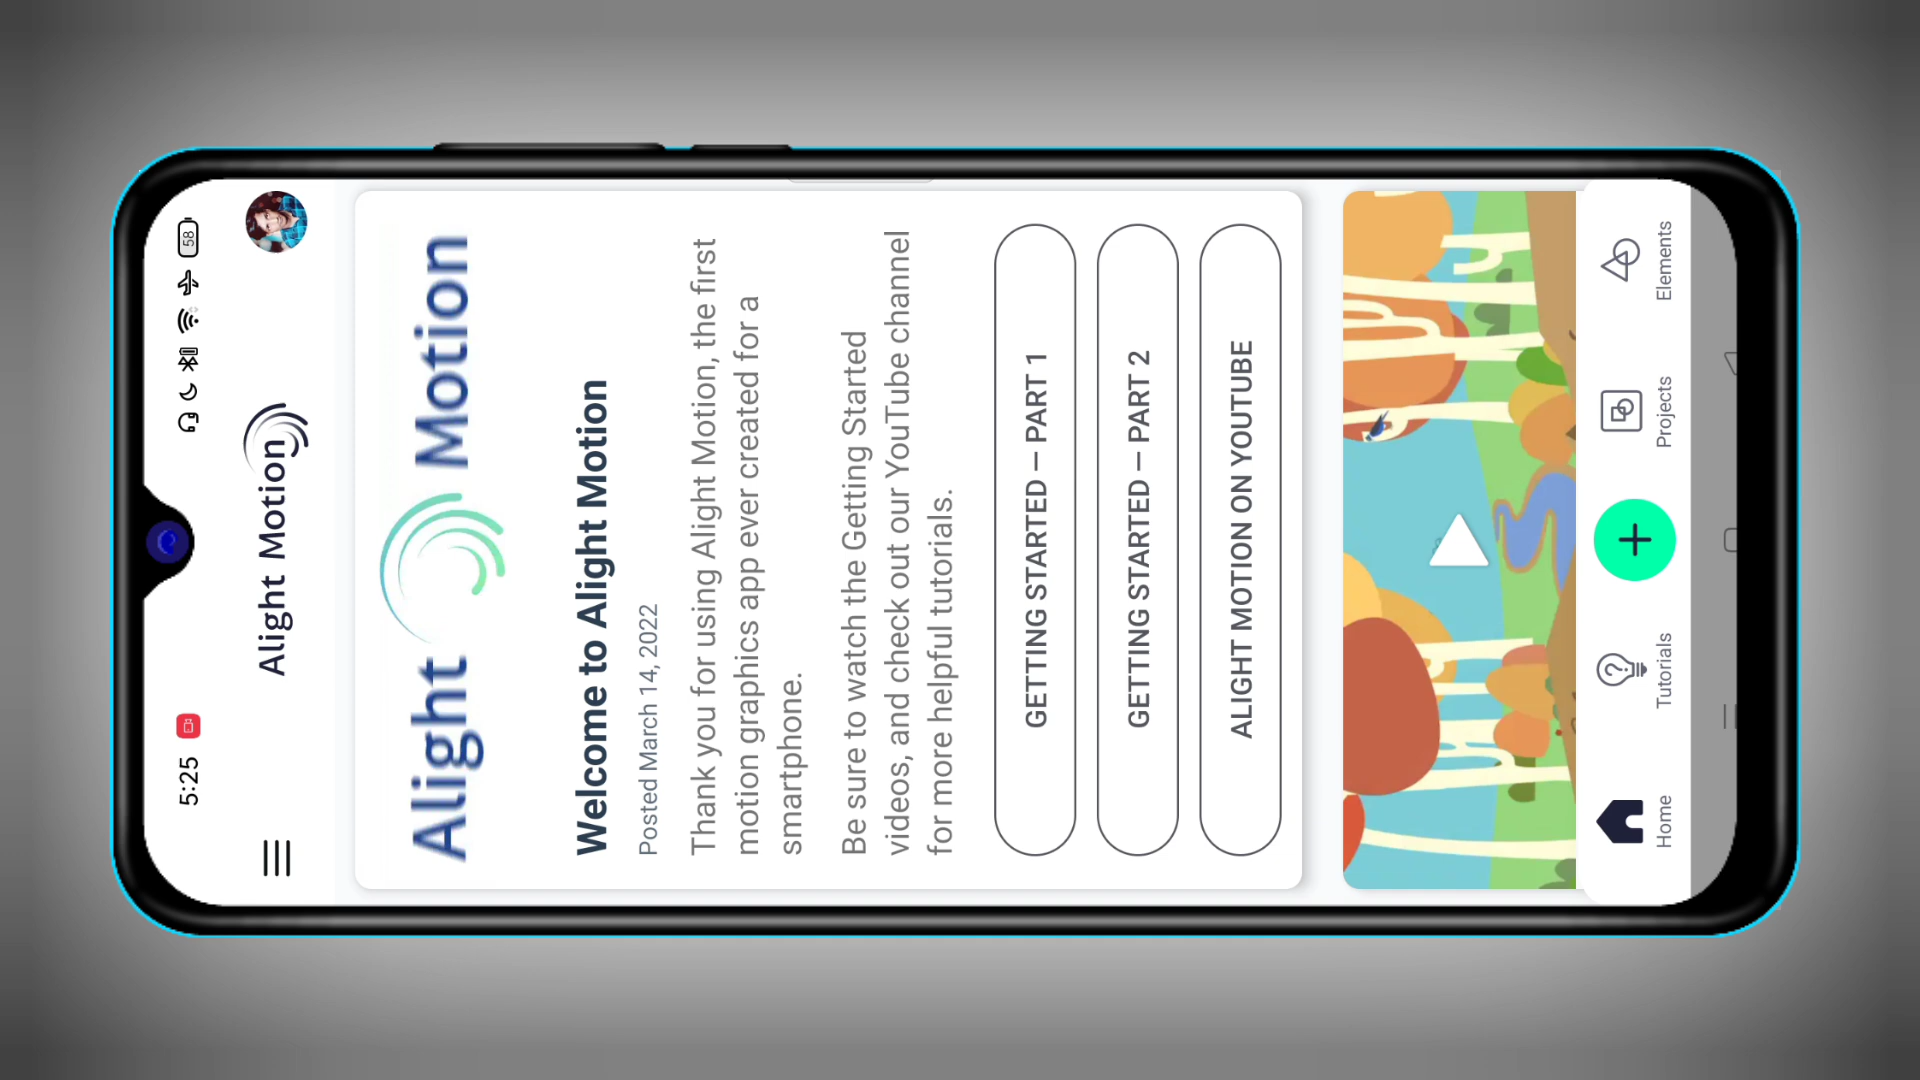 5:25
58
Alight Motion
Alight Motion
Welcome to Alight Motion
Posted March 14, 2022
Thank you for using Alight Motion, the first
motion graphics app ever created for a
smartphone.
Be sure to watch the Getting Started
videos, and check out our YouTube channel
for more helpful tutorials.
GETTING STARTED – PART 1
GETTING STARTED – PART 2
ALIGHT MOTION ON YOUTUBE
Home
Tutorials
Projects
Elements